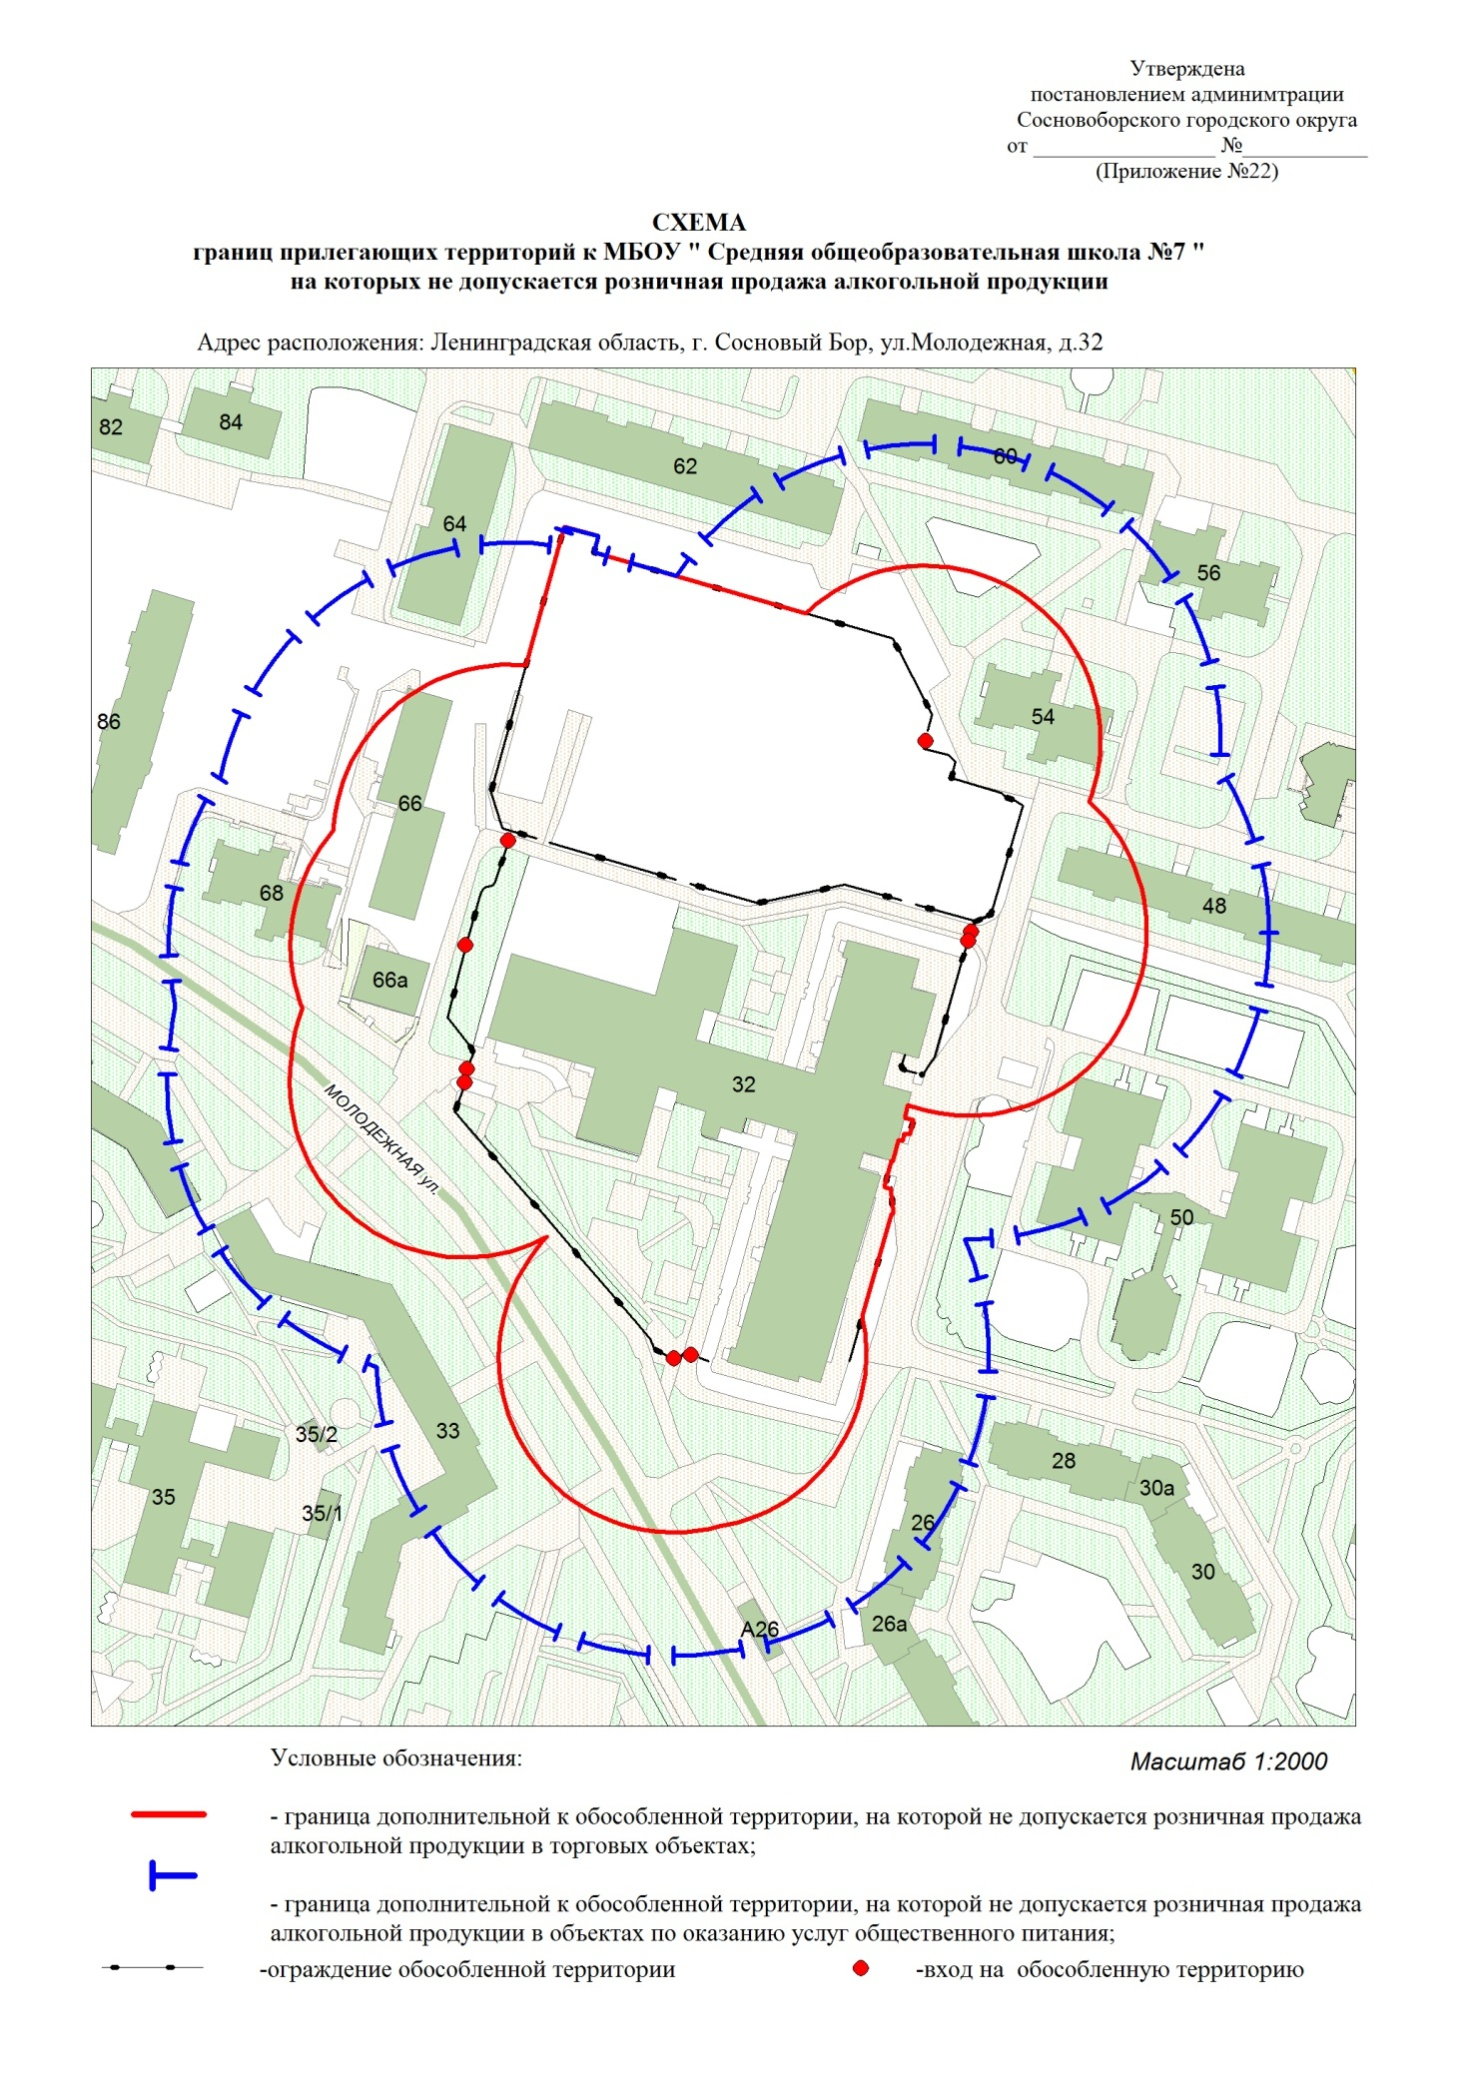 Утверждена
постановлением админимтрации
Сосновоборского городского округа
от ________________ №___________
(Приложение №22)
СХЕМА
границ прилегающих территорий к МБОУ " Средняя общеобразовательная школа №7 "
на которых не допускается розничная продажа алкогольной продукции
Адрес расположения: Ленинградская область, г. Сосновый Бор, ул.Молодежная, д.32
82
84
62
60
64
56
86
54
66
68
48
66а
32
МОЛОДЕЖНАЯ ул.
50
33
35/2
28
30а
35
35/1
26
30
А26
26а
Условные обозначения:
Масштаб 1:2000
- граница дополнительной к обособленной территории, на которой не допускается розничная продажа
алкогольной продукции в торговых объектах;
- граница дополнительной к обособленной территории, на которой не допускается розничная продажа
алкогольной продукции в объектах по оказанию услуг общественного питания;
-ограждение обособленной территории
-вход на обособленную территорию